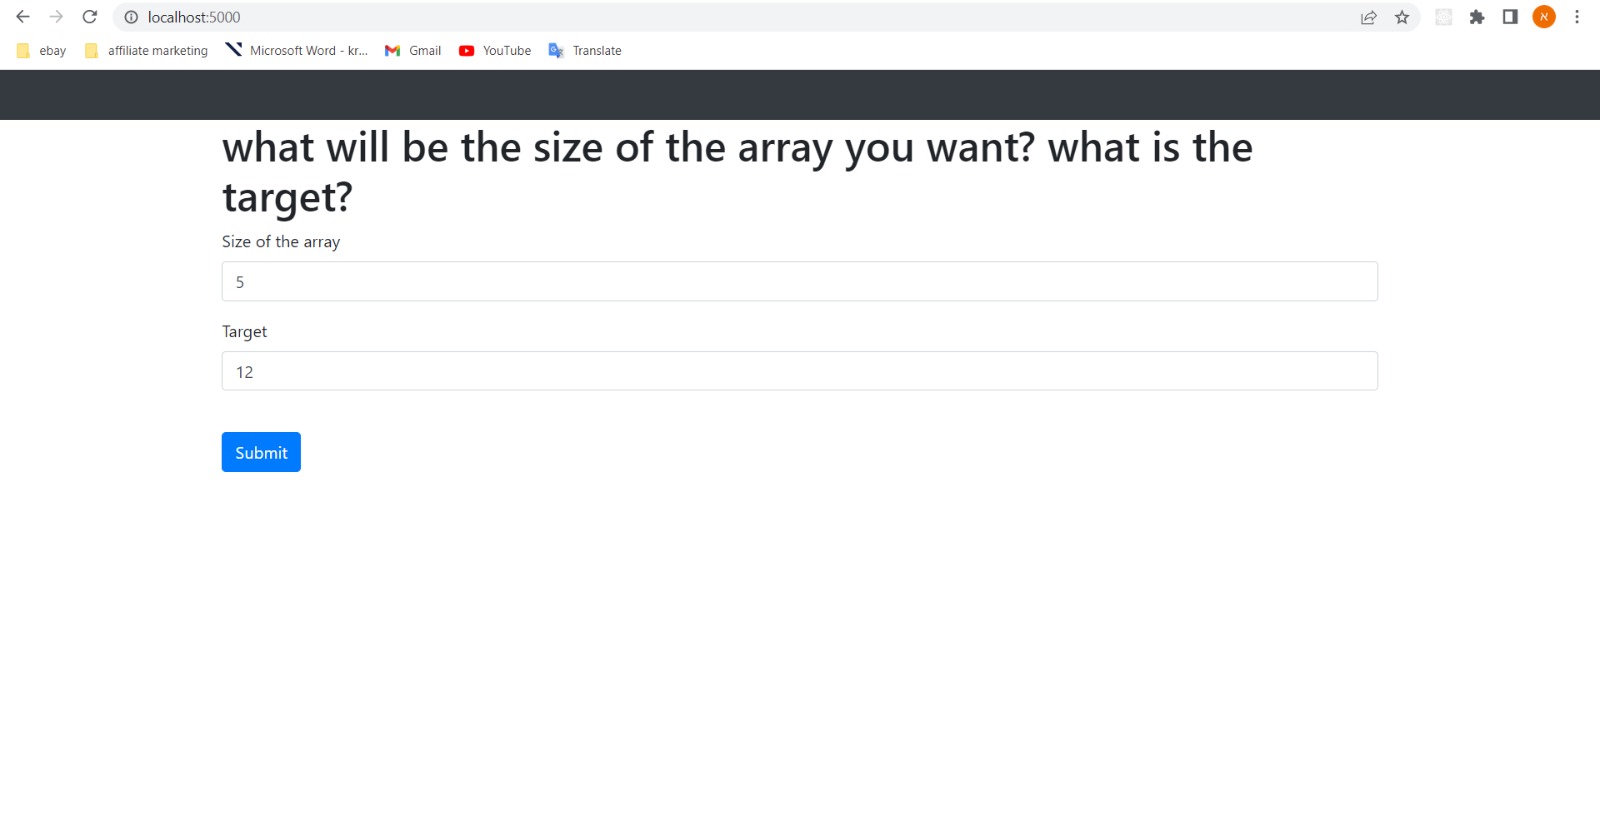 localhost:5000
א
ebay
affiliate marketing
Microsoft Word - kr...
Gmail
YouTube
Translate
what will be the size of the array you want? what is the
target?
Size of the array
5
Target
12
Submit